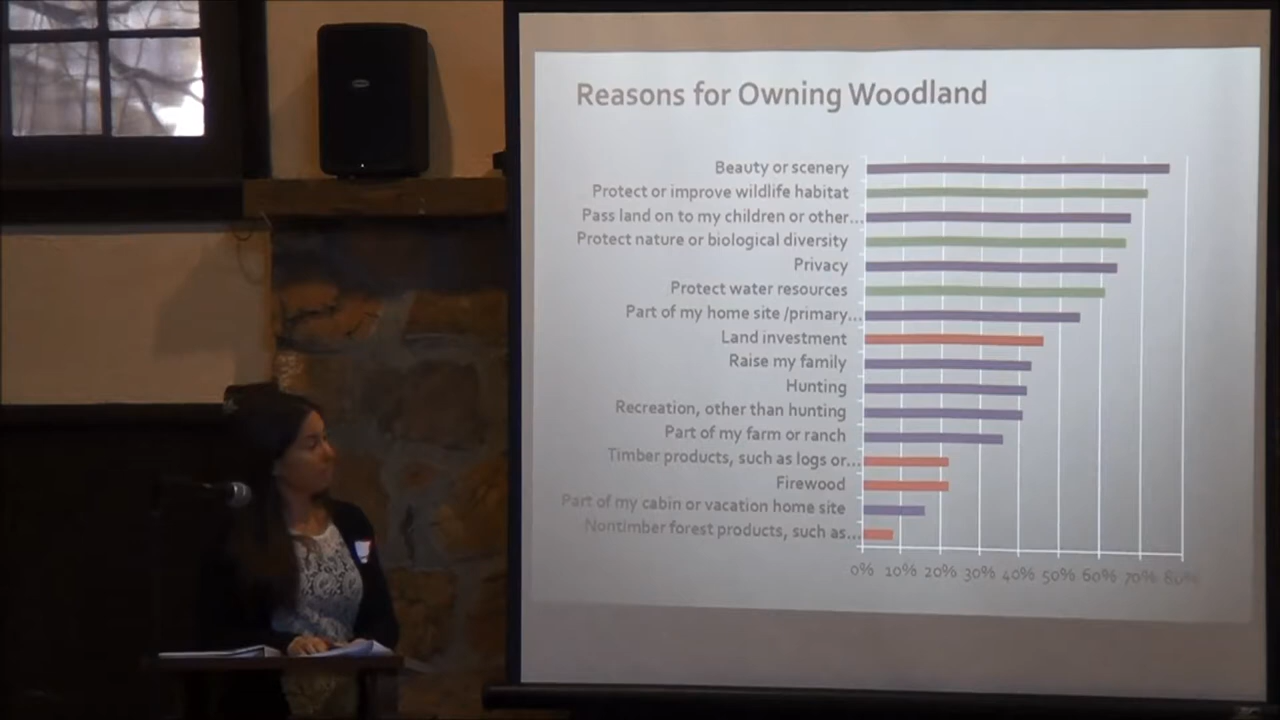 Reasons for Owning Woodland
Beauty or scenery
Protect or improve wildlife habitat
Pass land on to my children or other...
Protect nature or biological diversity
Privacy
Protect water resources
Part of my home site /primary...
Land investment
Raise my family
Hunting
Recreation, other than hunting
Part of my farm or ranch
Timber products, such as logs or...
Firewood
Part of my cabin or vacation home site
Nontimber forest products, such as...
0% 10% 20% 30% 40% 50% 60% 70% 80%